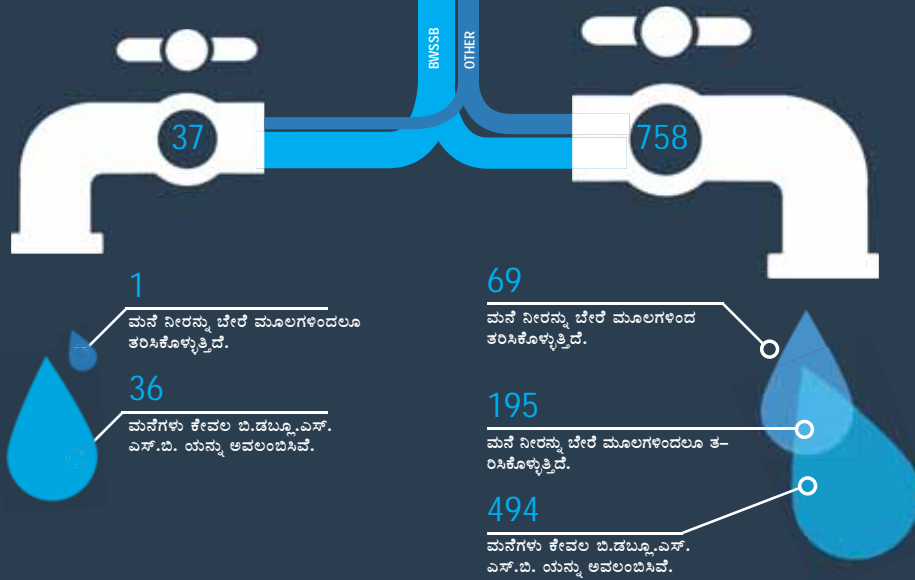 BWSSB
OTHER
37
758
1
ಮನೆ ನೀರನ್ನು ಬೇರೆ ಮೂಲಗಳಿಂದಲೂ
ತರಿಸಿಕೊಳ್ಳುತ್ತಿದೆ.
36
ಮನೆಗಳು ಕೇವಲ ಬಿ.ಡಬ್ಲೂ.ಎಸ್.
ಎಸ್.ಬಿ. ಯನ್ನು ಅವಲಂಬಿಸಿವೆ.
69
ಮನೆ ನೀರನ್ನು ಬೇರೆ ಮೂಲಗಳಿಂದ
ತರಿಸಿಕೊಳ್ಳುತ್ತಿದೆ.
195
ಮನೆ ನೀರನ್ನು ಬೇರೆ ಮೂಲಗಳಿಂದಲೂ ತ–
ರಿಸಿಕೊಳ್ಳುತ್ತಿದೆ.
494
ಮನೆಗಳು ಕೇವಲ ಬಿ.ಡಬ್ಲೂ.ಎಸ್.
ಎಸ್.ಬಿ. ಯನ್ನು ಅವಲಂಬಿಸಿವೆ.